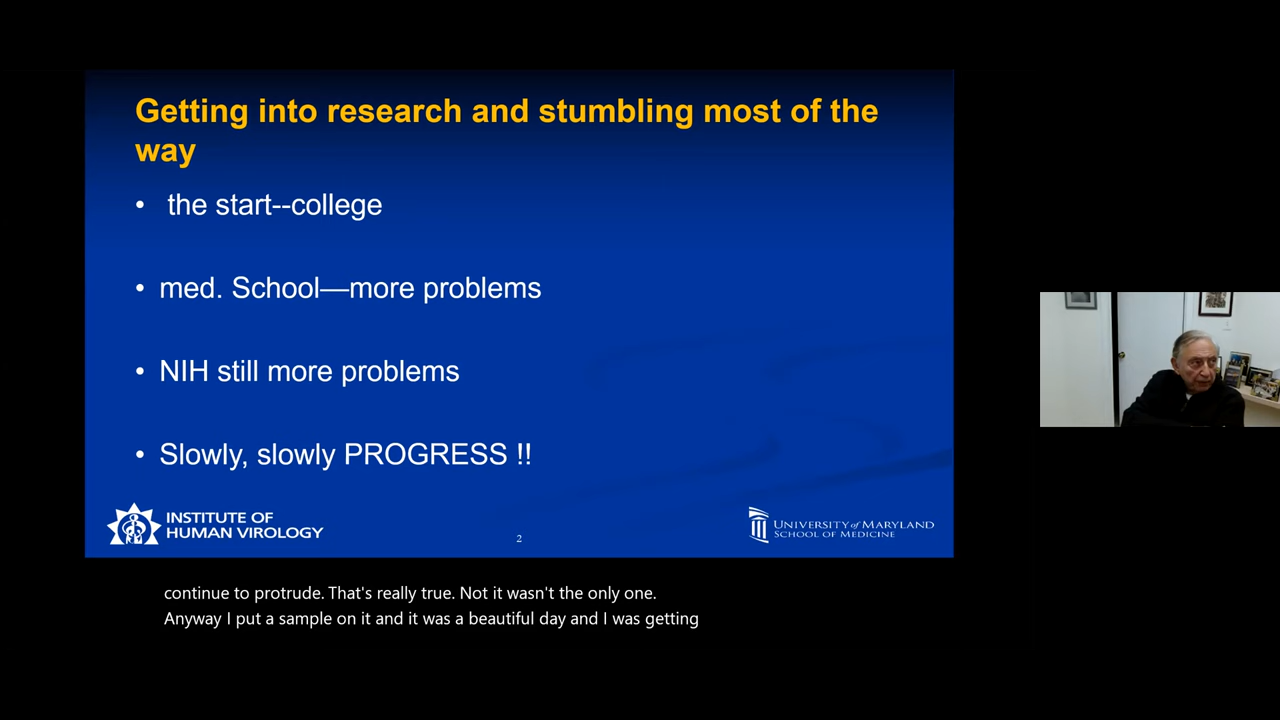 Getting into research and stumbling most of the
way
• the start--college
• med. School—more problems
• NIH still more problems
• Slowly, slowly PROGRESS !!
INSTITUTE OF
HUMAN VIROLOGY
2
UNIVERSITY of MARYLAND
SCHOOL OF MEDICINE
continue to protrude. That's really true. Not it wasn't the only one.
Anyway I put a sample on it and it was a beautiful day and I was getting